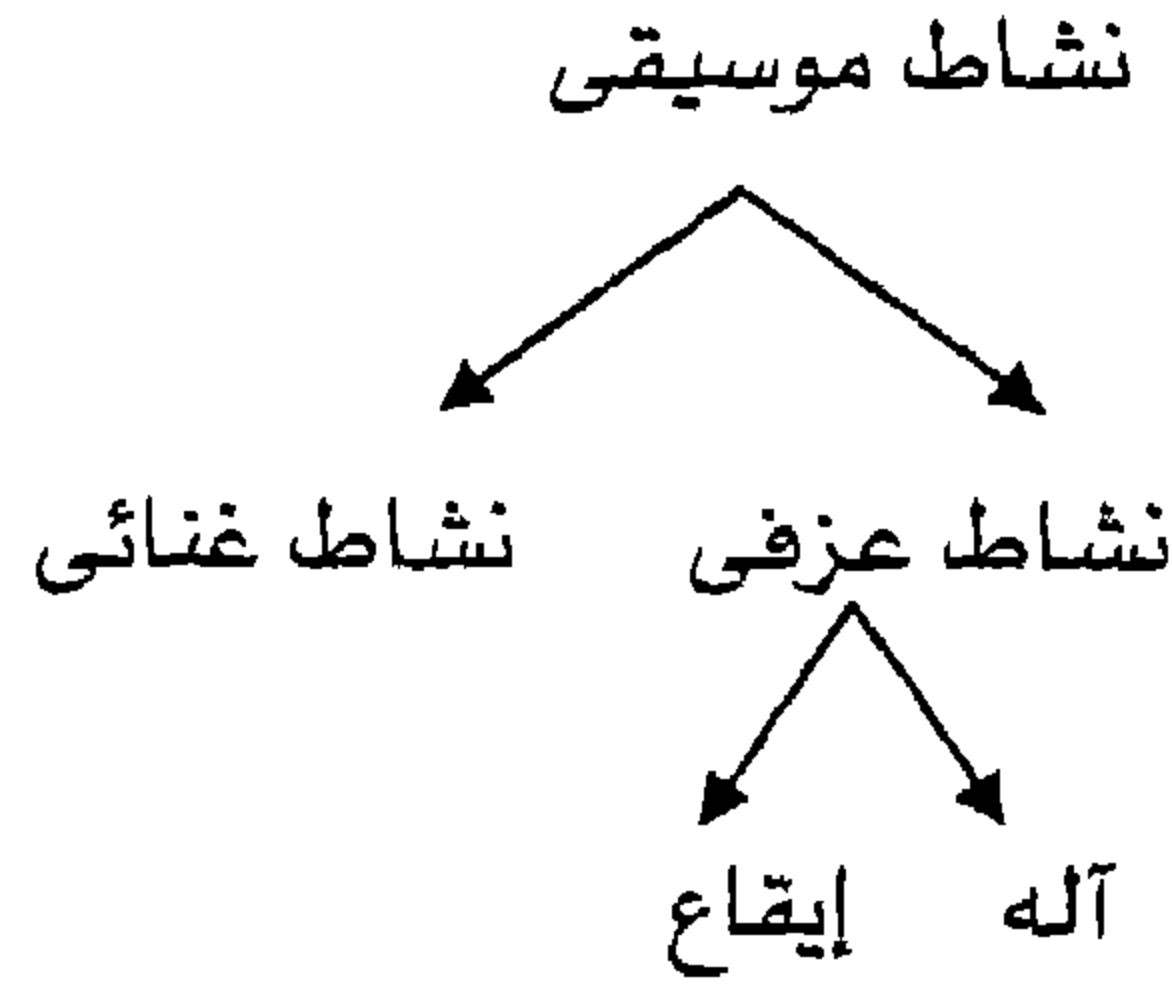 نشاط موسيقى
نشاط عزفى
نشاط غنائى
آله
إيقاع